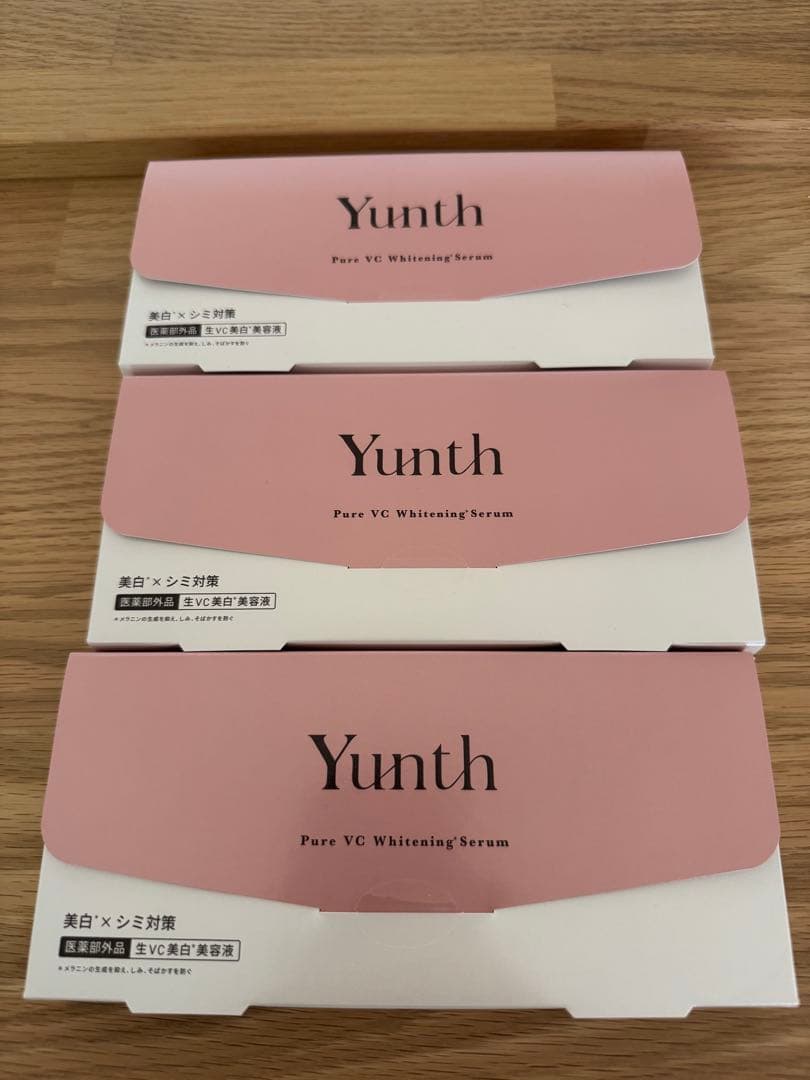 Yunth
Pure VC Whitening*Serum
美白*×シミ対策
医薬部外品 生VC美白*美容液
*メラニンの生成を抑え、しみ、そばかすを防ぐ
Yunth
Pure VC Whitening*Serum
美白*×シミ対策
医薬部外品 生VC美白*美容液
*メラニンの生成を抑え、しみ、そばかすを防ぐ
Yunth
Pure VC Whitening*Serum
美白*×シミ対策
医薬部外品 生VC美白*美容液
*メラニンの生成を抑え、しみ、そばかすを防ぐ